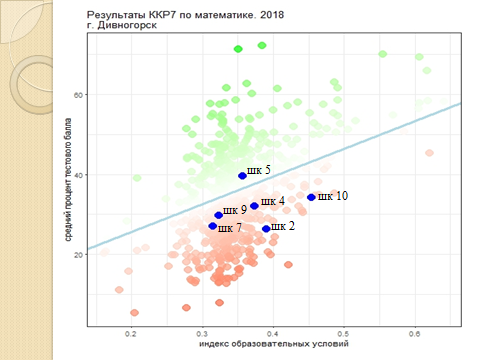 Результаты ККР7 по математике. 2018
г. Дивногорск
средний процент тестового балла
60
40
20
шк 5
шк 10
шк 4
шк 9
шк 2
шк 7
0.2 0.3 0.4 0.5 0.6
индекс образовательных условий